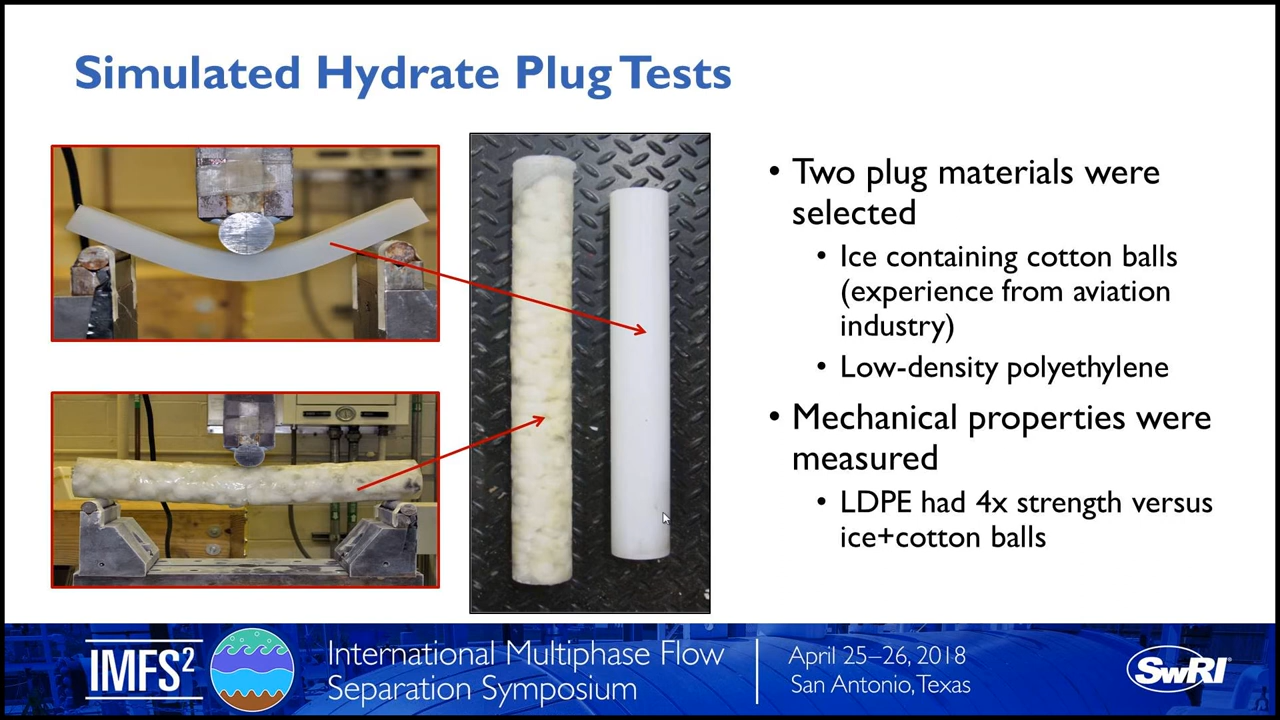 Simulated Hydrate Plug Tests
• Two plug materials were
selected
• Ice containing cotton balls
(experience from aviation
industry)
• Low-density polyethylene
• Mechanical properties were
measured
• LDPE had 4x strength versus
ice+cotton balls
IMFS²
International Multiphase Flow
Separation Symposium
April 25–26, 2018
San Antonio, Texas
SwRI®